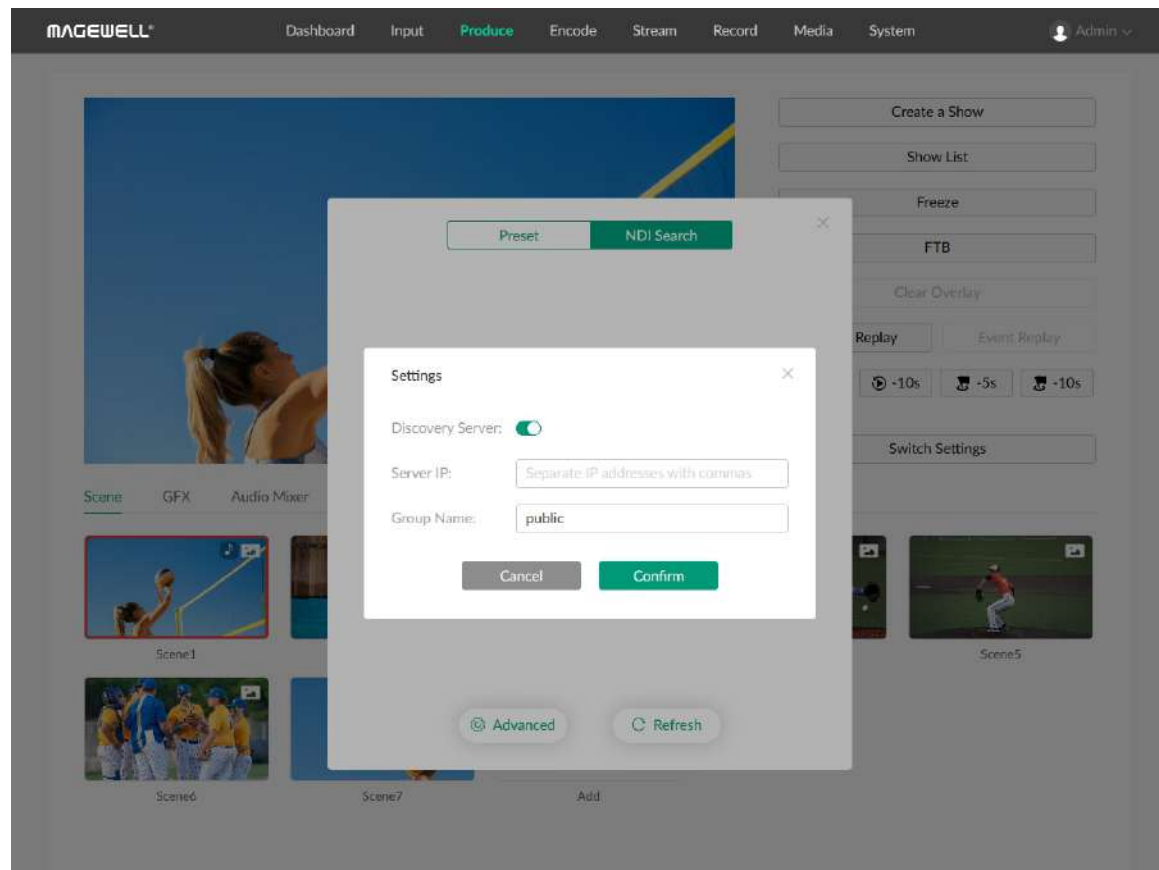 MAGEWELL®
Dashboard Input Produce Encode Stream Record Media System Admin
Create a Show
Show List
Freeze
FTB
Clear Overlay
Replay Event Replay
-10s -5s -10s
Switch Settings
Preset NDI Search
Settings
Discovery Server:
Server IP: Separate IP addresses with commas
Group Name: public
Cancel Confirm
Scene GFX Audio Mixer
Scene1 Scene5
Advanced Refresh
Scene6 Scene7 Add